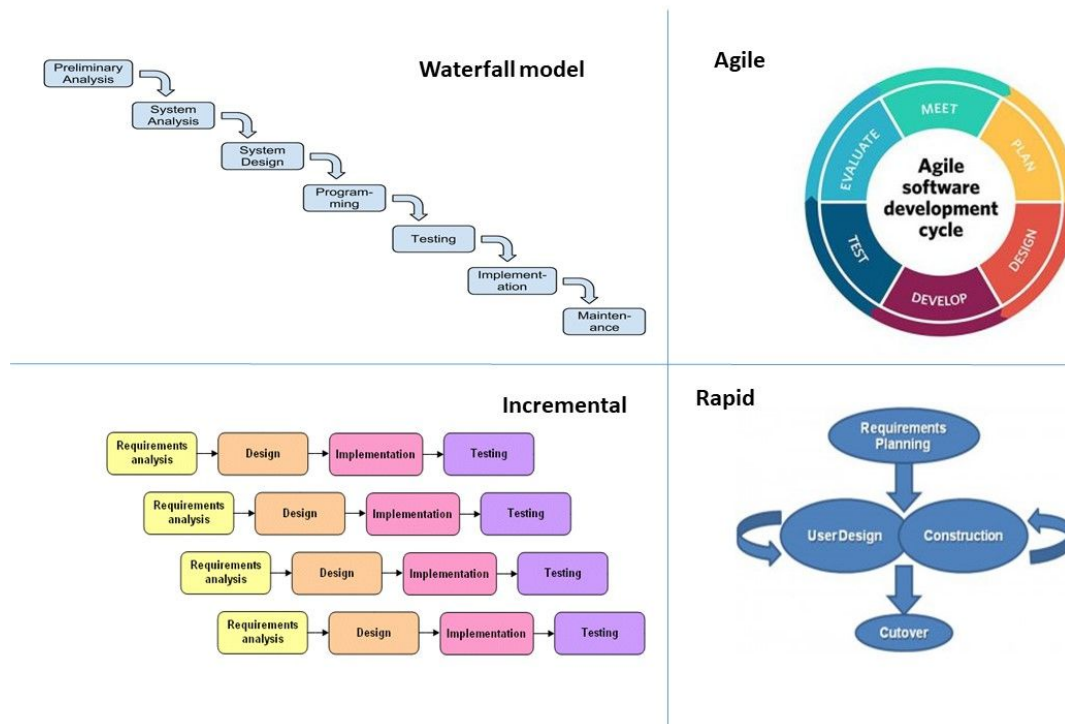 Waterfall model
Preliminary
Analysis
System
Analysis
System
Design
Program-
ming
Testing
Implement-
ation
Mainten-
ance
Agile
MEET
PLAN
DESIGN
DEVELOP
TEST
EVALUATE
Agile
software
development
cycle
Incremental
Requirements
analysis
Design
Implementation
Testing
Requirements
analysis
Design
Implementation
Testing
Requirements
analysis
Design
Implementation
Testing
Requirements
analysis
Design
Implementation
Testing
Rapid
Requirements
Planning
User Design
Construction
Cutover